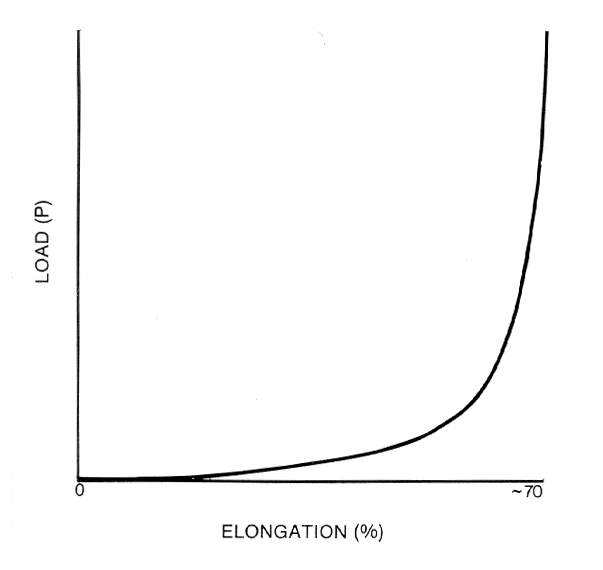 LOAD (P)
0
~70
ELONGATION (%)